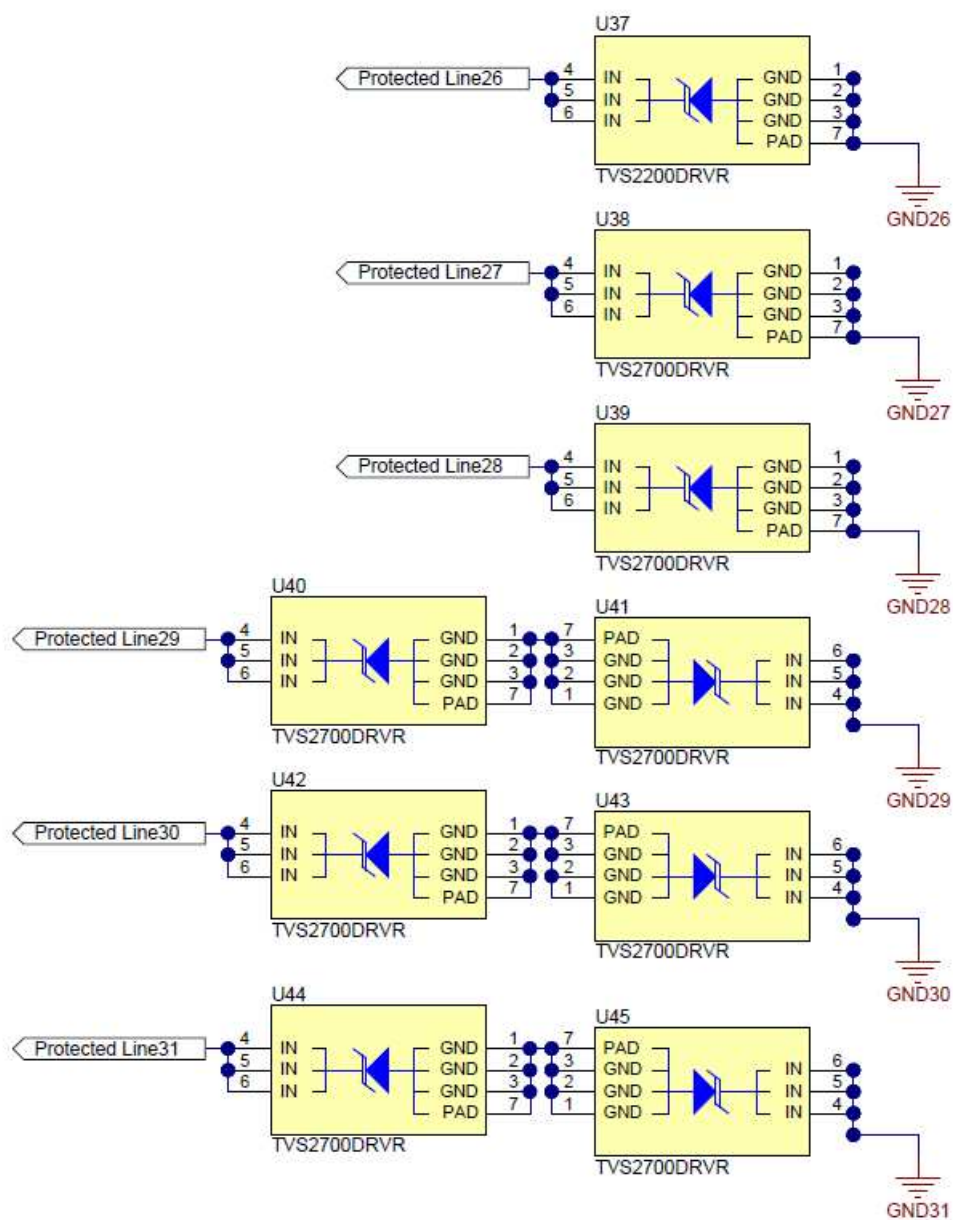 U37
Protected Line26
4 IN GND 1
5 IN GND 2
6 IN GND 3
PAD 7
TVS2200DRVR
GND26
U38
Protected Line27
4 IN GND 1
5 IN GND 2
6 IN GND 3
PAD 7
TVS2700DRVR
GND27
U39
Protected Line28
4 IN GND 1
5 IN GND 2
6 IN GND 3
PAD 7
TVS2700DRVR
GND28
U40
Protected Line29
4 IN GND 1
5 IN GND 2
6 IN GND 3
PAD 7
TVS2700DRVR
U41
7 PAD
3 GND IN 6
2 GND IN 5
1 GND IN 4
TVS2700DRVR
GND29
U42
Protected Line30
4 IN GND 1
5 IN GND 2
6 IN GND 3
PAD 7
TVS2700DRVR
U43
7 PAD
3 GND IN 6
2 GND IN 5
1 GND IN 4
TVS2700DRVR
GND30
U44
Protected Line31
4 IN GND 1
5 IN GND 2
6 IN GND 3
PAD 7
TVS2700DRVR
U45
7 PAD
3 GND IN 6
2 GND IN 5
1 GND IN 4
TVS2700DRVR
GND31